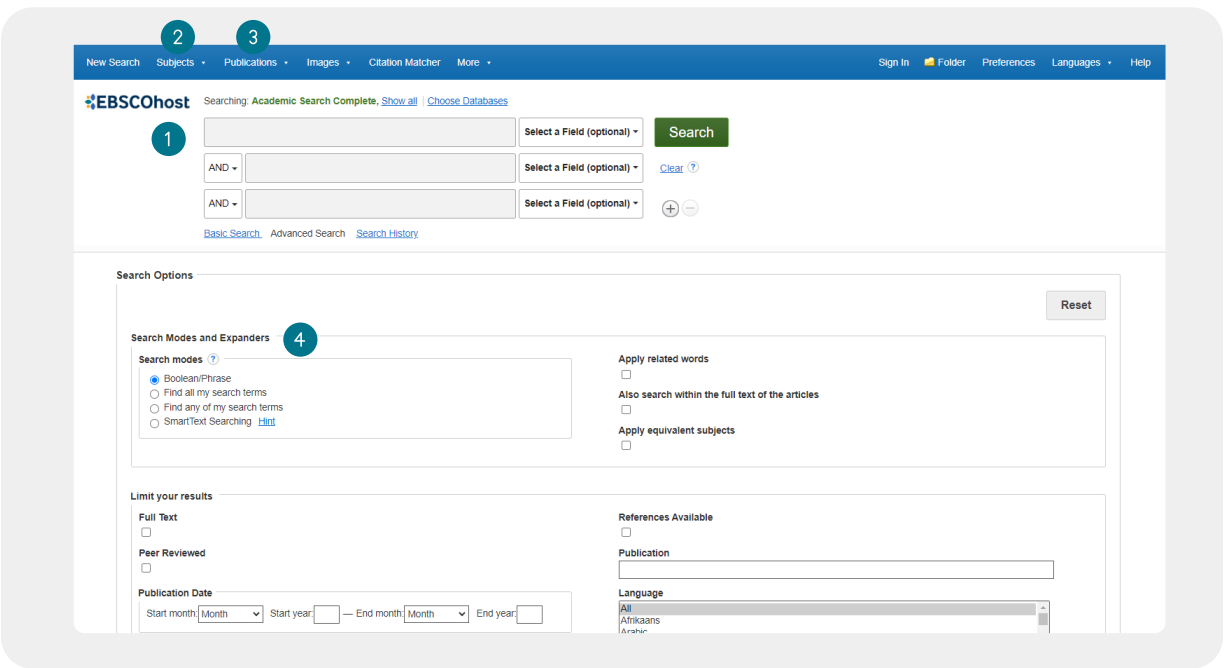 2 3
New Search Subjects Publications Images Citation Matcher More Sign In Folder Preferences Languages Help
EBSCOhost Searching: Academic Search Complete, Show all | Choose Databases
1 Select a Field (optional) Search
AND Select a Field (optional) Clear ?
AND Select a Field (optional) + −
Basic Search Advanced Search Search History
Search Options
Reset
Search Modes and Expanders 4
Search modes ? Apply related words
Boolean/Phrase
Find all my search terms Also search within the full text of the articles
Find any of my search terms
SmartText Searching Hint Apply equivalent subjects
Limit your results
Full Text References Available
Peer Reviewed Publication
Publication Date Language
Start month: Month Start year: — End month: Month End year: All
Afrikaans
Arabic